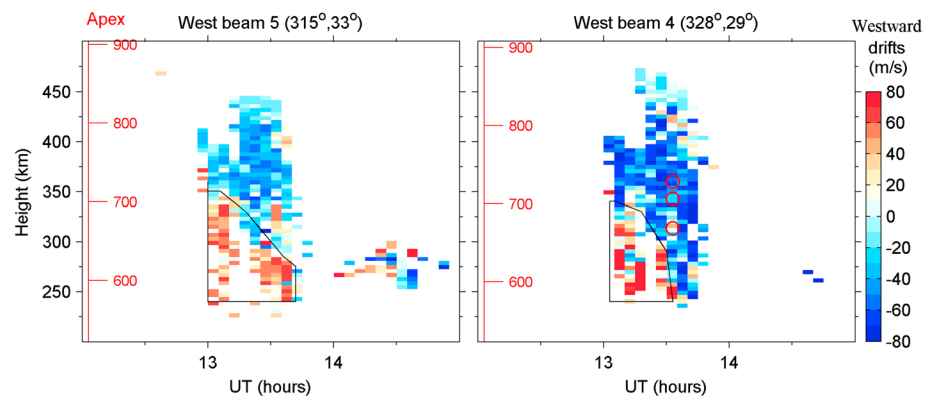 Apex
West beam 5 (315°,33°)
West beam 4 (328°,29°)
Westward
drifts
(m/s)
Height (km)
450
400
350
300
250
900
800
700
600
13
14
UT (hours)
900
800
700
600
13
14
UT (hours)
80
60
40
20
0
-20
-40
-60
-80